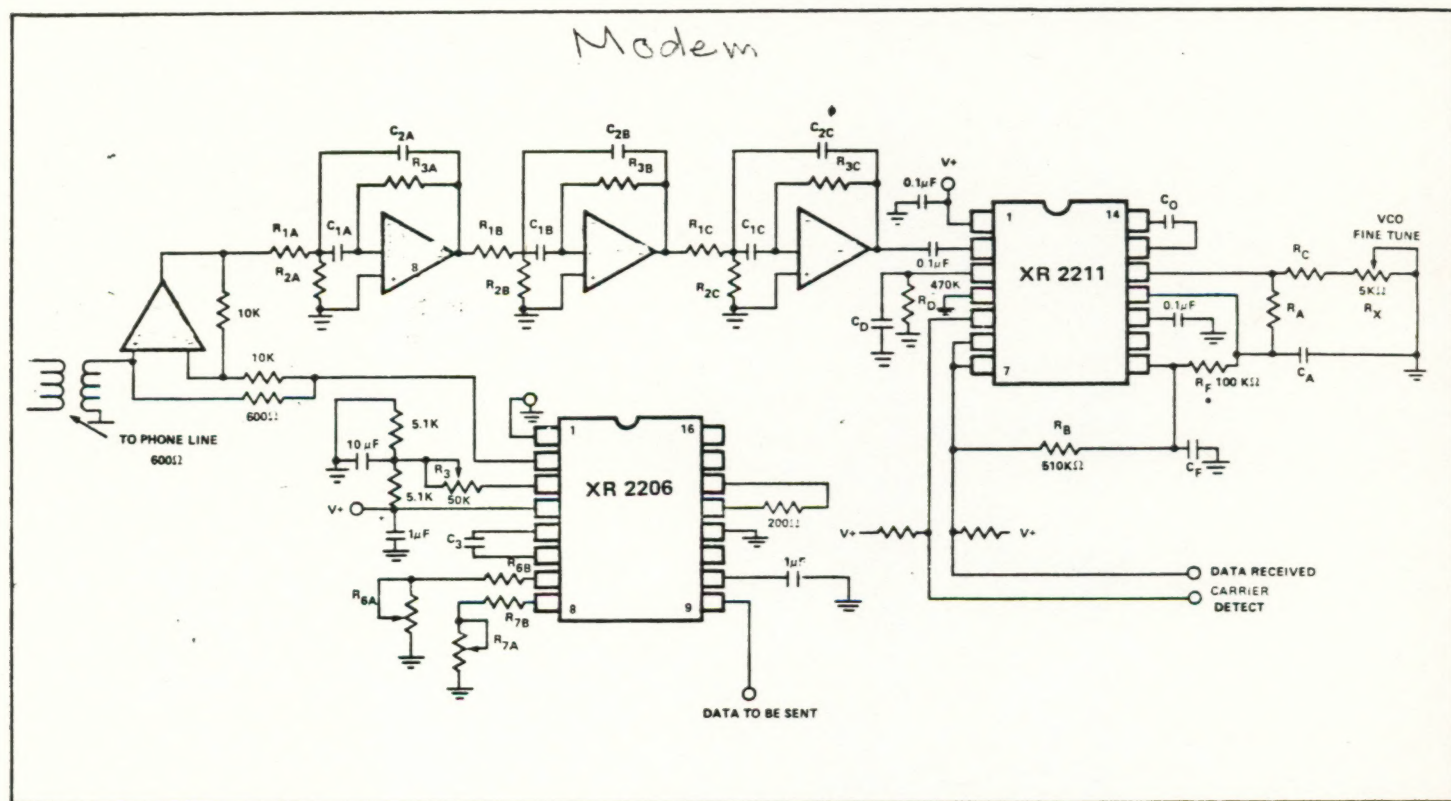 Modem
C2A
R3A
R1A
C1A
R2A
8
C2B
R3B
R1B
C1B
R2B
C2C
R3C
R1C
C1C
R2C
10K
10K
600Ω
TO PHONE LINE
600Ω
V+
0.1μF
0.1μF
470K
RD
CD
1
14
XR 2211
7
CO
VCO
FINE TUNE
RC
5KΩ
RX
RA
0.1μF
RF
100 KΩ
CA
RB
510KΩ
CF
V+
V+
DATA RECEIVED
CARRIER
DETECT
10 μF
5.1K
R3
50K
5.1K
V+
1μF
C3
R6B
R6A
R7B
R7A
1
16
XR 2206
8
9
200Ω
1μF
DATA TO BE SENT